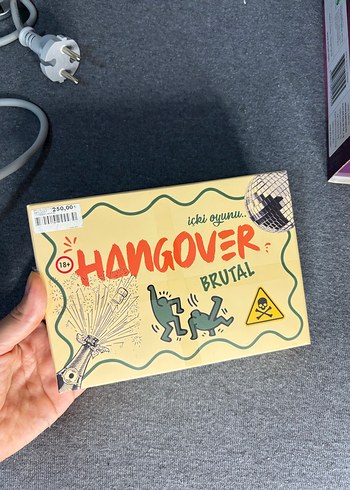 250,00
içki oyunu..
18+
HANGOVER
BRUTAL